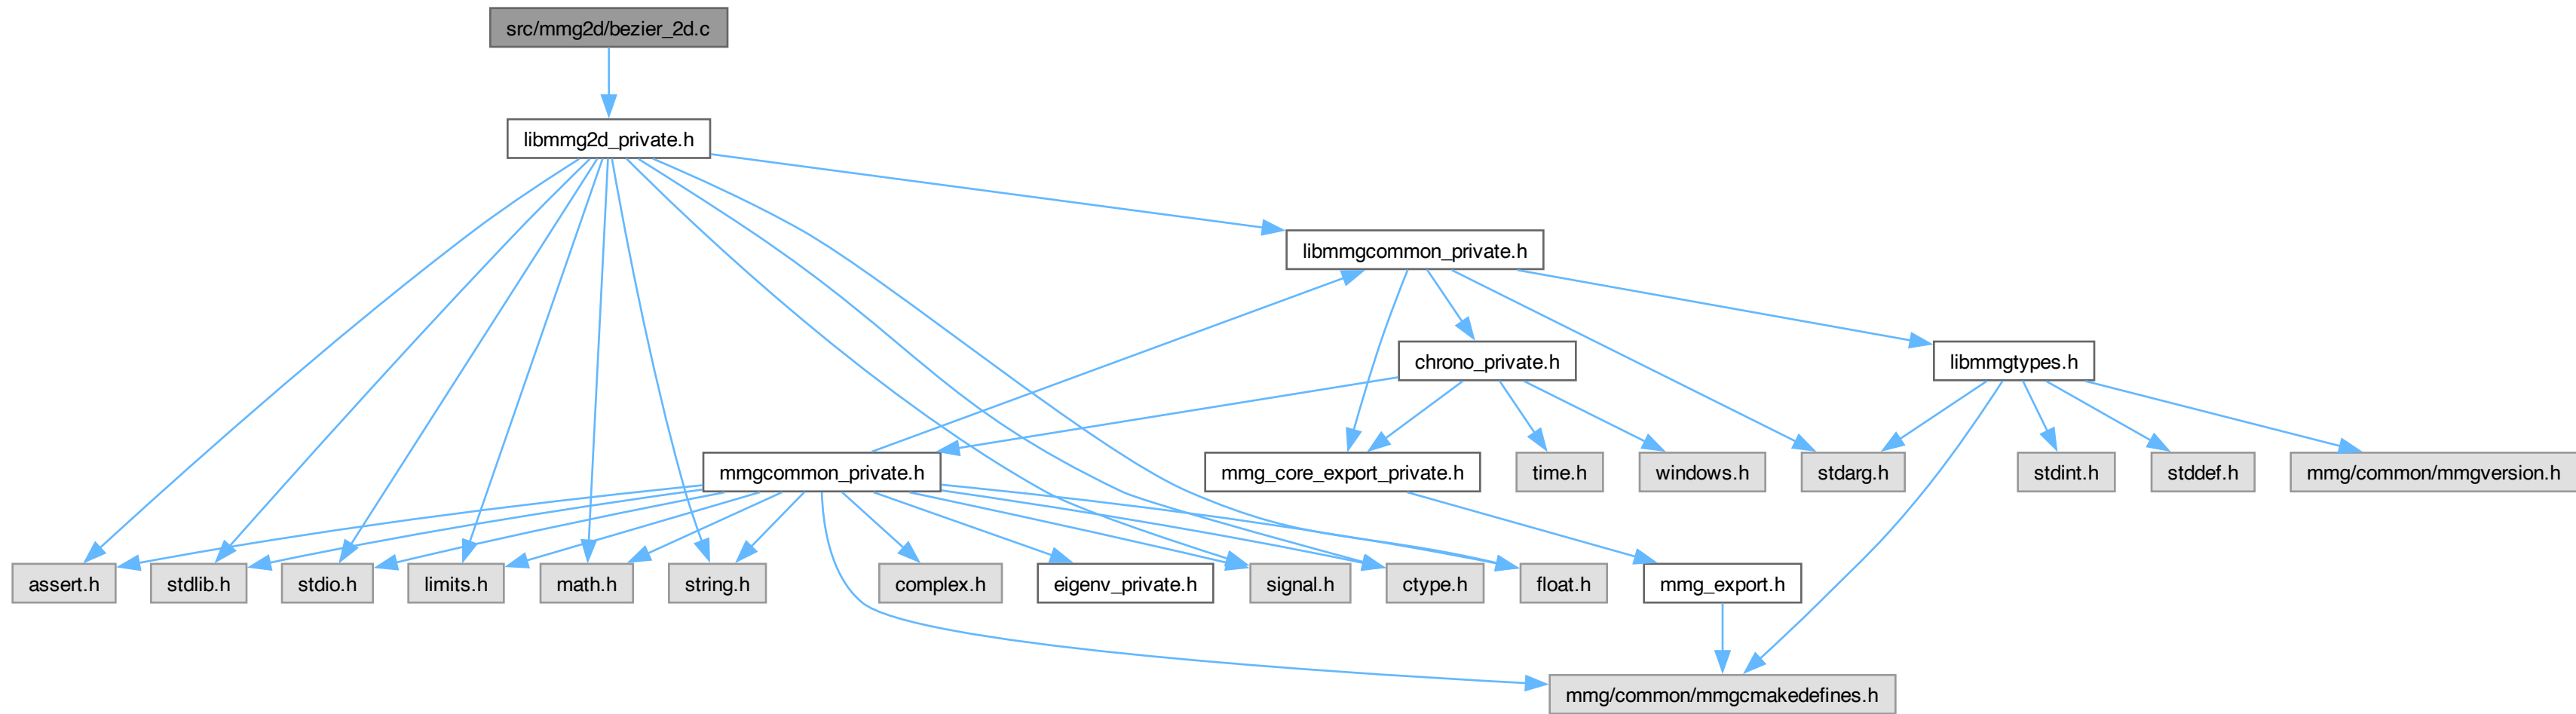 src/mmg2d/bezier_2d.c
libmmg2d_private.h
libmmgcommon_private.h
chrono_private.h
libmmgtypes.h
mmgcommon_private.h
mmg_core_export_private.h
time.h
windows.h
stdarg.h
stdint.h
stddef.h
mmg/common/mmgversion.h
assert.h
stdlib.h
stdio.h
limits.h
math.h
string.h
complex.h
eigenv_private.h
signal.h
ctype.h
float.h
mmg_export.h
mmg/common/mmgcmakedefines.h